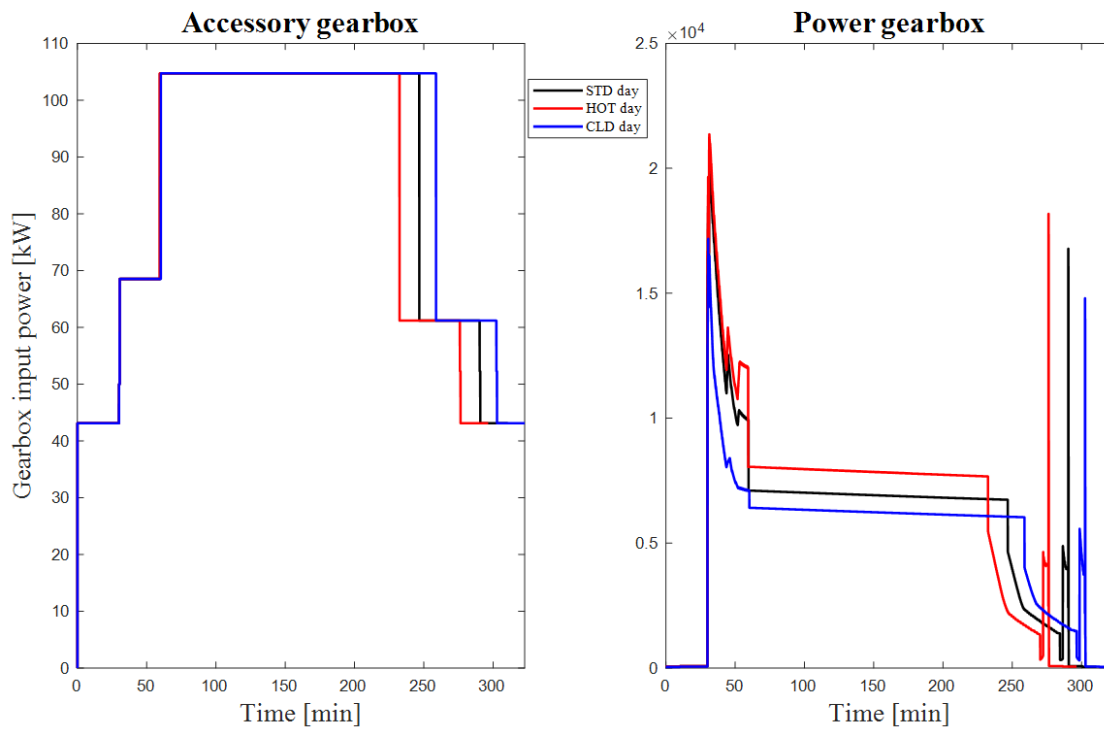 Accessory gearbox
Gearbox input power [kW]
110
100
90
80
70
60
50
40
30
20
10
0
0 50 100 150 200 250 300
Time [min]
STD day
HOT day
CLD day
Power gearbox
×10⁴
2.5
2
1.5
1
0.5
0
0 50 100 150 200 250 300
Time [min]